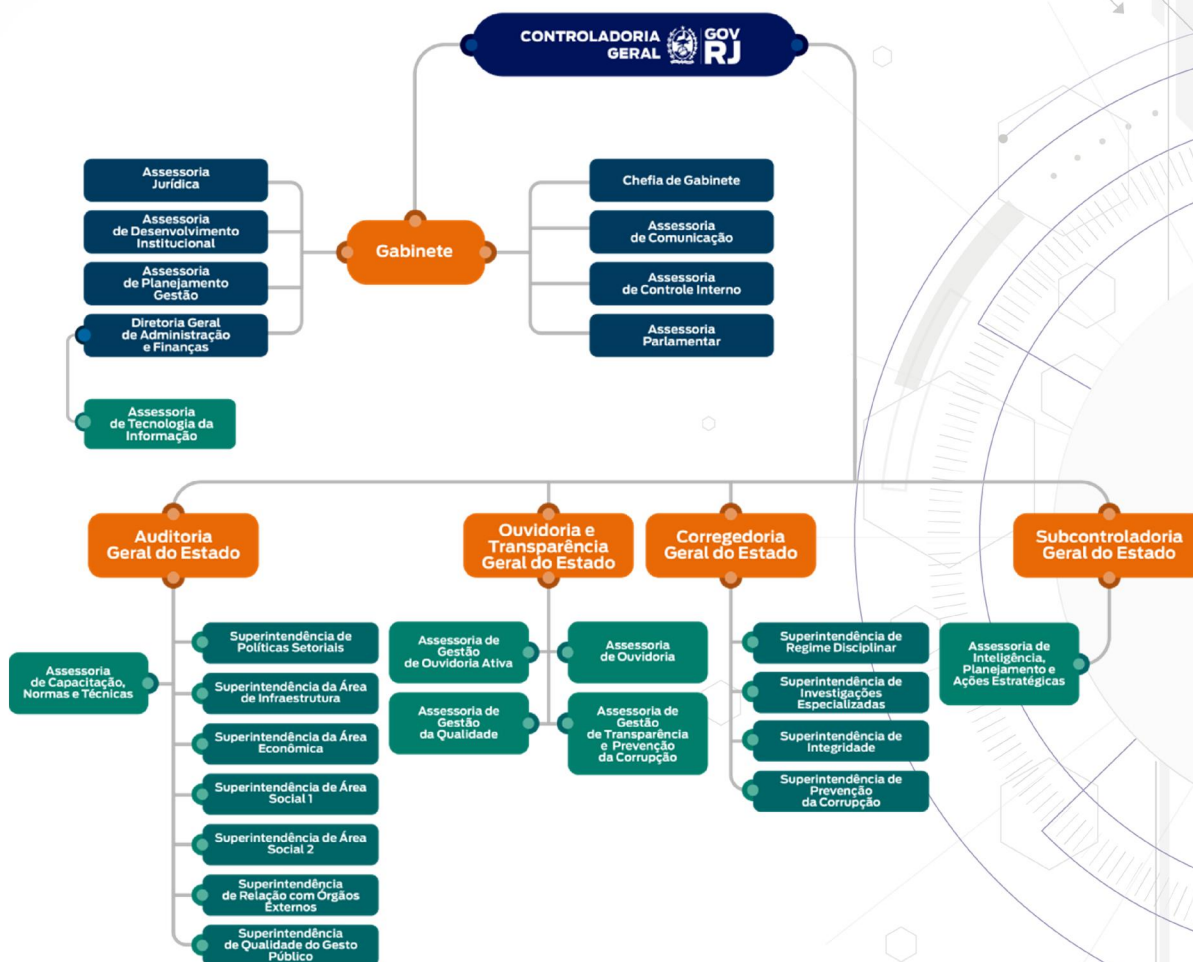 CONTROLADORIA
GERAL
GOV
RJ
Assessoria
Jurídica
Assessoria
de Desenvolvimento
Institucional
Assessoria
de Planejamento
Gestão
Diretoria Geral
de Administração
e Finanças
Assessoria
de Tecnologia da
Informação
Gabinete
Chefia de Gabinete
Assessoria
de Comunicação
Assessoria
de Controle Interno
Assessoria
Parlamentar
Auditoria
Geral do Estado
Assessoria
de Capacitação,
Normas e Técnicas
Superintendência de
Políticas Setoriais
Superintendência da Área
de Infraestrutura
Superintendência da Área
Econômica
Superintendência de Área
Social 1
Superintendência de Área
Social 2
Superintendência
de Relação com Órgãos
Externos
Superintendência
de Qualidade do Gesto
Público
Ouvidoria e
Transparência
Geral do Estado
Assessoria de
Gestão
de Ouvidoria Ativa
Assessoria
de Ouvidoria
Assessoria de
Gestão
da Qualidade
Assessoria de
Gestão
de Transparência
e Prevenção
da Corrupção
Corregedoria
Geral do Estado
Superintendência de
Regime Disciplinar
Superintendência de
Investigações
Especializadas
Superintendência de
Integridade
Superintendência de
Prevenção
da Corrupção
Subcontroladoria
Geral do Estado
Assessoria de
Inteligência,
Planejamento e
Ações Estratégicas